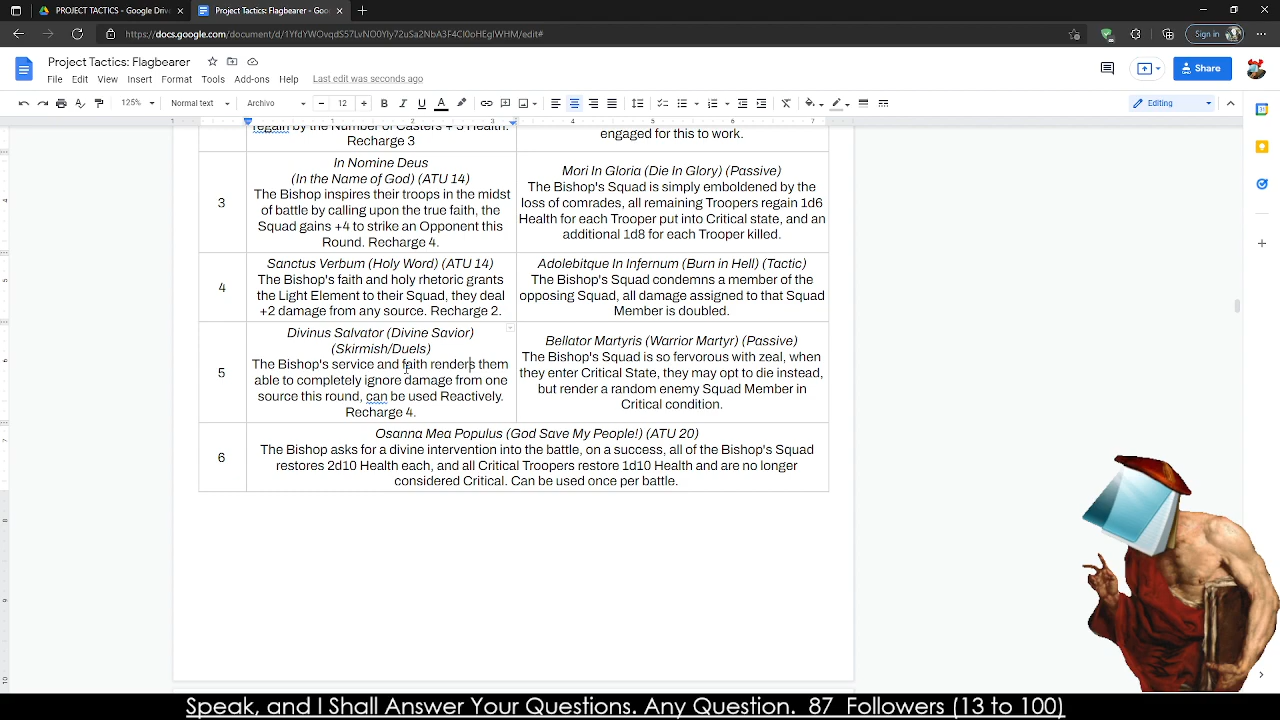 PROJECT TACTICS - Google Driv
Project Tactics: Flagbearer - Goo
Sign in
Project Tactics: Flagbearer
File Edit View Insert Format Tools Add-ons Help Last edit was seconds ago
Share
125% Normal text Archivo 12 Editing
regain by the Number of Casters + 3 Health.
Recharge 3
engaged for this to work.
3
In Nomine Deus
(In the Name of God) (ATU 14)
The Bishop inspires their troops in the midst
of battle by calling upon the true faith, the
Squad gains +4 to strike an Opponent this
Round. Recharge 4.
Mori In Gloria (Die In Glory) (Passive)
The Bishop's Squad is simply emboldened by the
loss of comrades, all remaining Troopers regain 1d6
Health for each Trooper put into Critical state, and an
additional 1d8 for each Trooper killed.
4
Sanctus Verbum (Holy Word) (ATU 14)
The Bishop's faith and holy rhetoric grants
the Light Element to their Squad, they deal
+2 damage from any source. Recharge 2.
Adolebitque In Infernum (Burn in Hell) (Tactic)
The Bishop's Squad condemns a member of the
opposing Squad, all damage assigned to that Squad
Member is doubled.
5
Divinus Salvator (Divine Savior)
(Skirmish/Duels)
The Bishop's service and faith renders them
able to completely ignore damage from one
source this round, can be used Reactively.
Recharge 4.
Bellator Martyris (Warrior Martyr) (Passive)
The Bishop's Squad is so fervorous with zeal, when
they enter Critical State, they may opt to die instead,
but render a random enemy Squad Member in
Critical condition.
6
Osanna Mea Populus (God Save My People!) (ATU 20)
The Bishop asks for a divine intervention into the battle, on a success, all of the Bishop's Squad
restores 2d10 Health each, and all Critical Troopers restore 1d10 Health and are no longer
considered Critical. Can be used once per battle.
Speak, and I Shall Answer Your Questions. Any Question. 87 Followers (13 to 100)